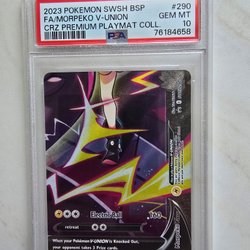 2023 POKEMON SWSH BSP #290
FA/MORPEKO V-UNION GEM MT
CRZ PREMIUM PLAYMAT COLL. 10
PSA 76184658
Electric Ball 160
retreat
When your Pokémon V-UNION is Knocked Out,
your opponent takes 3 Prize cards.